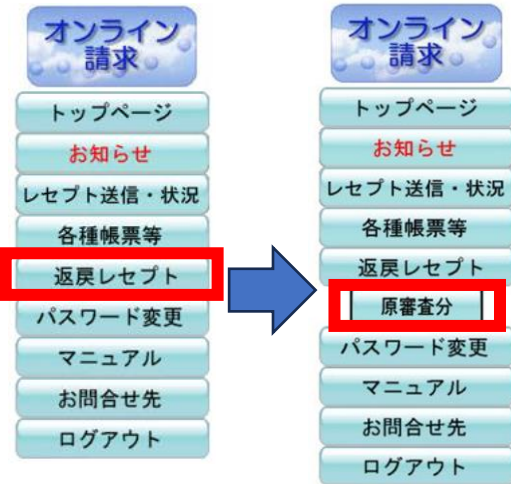 オンライン
請求
トップページ
お知らせ
レセプト送信・状況
各種帳票等
返戻レセプト
パスワード変更
マニュアル
お問合せ先
ログアウト
オンライン
請求
トップページ
お知らせ
レセプト送信・状況
各種帳票等
返戻レセプト
原審査分
パスワード変更
マニュアル
お問合せ先
ログアウト